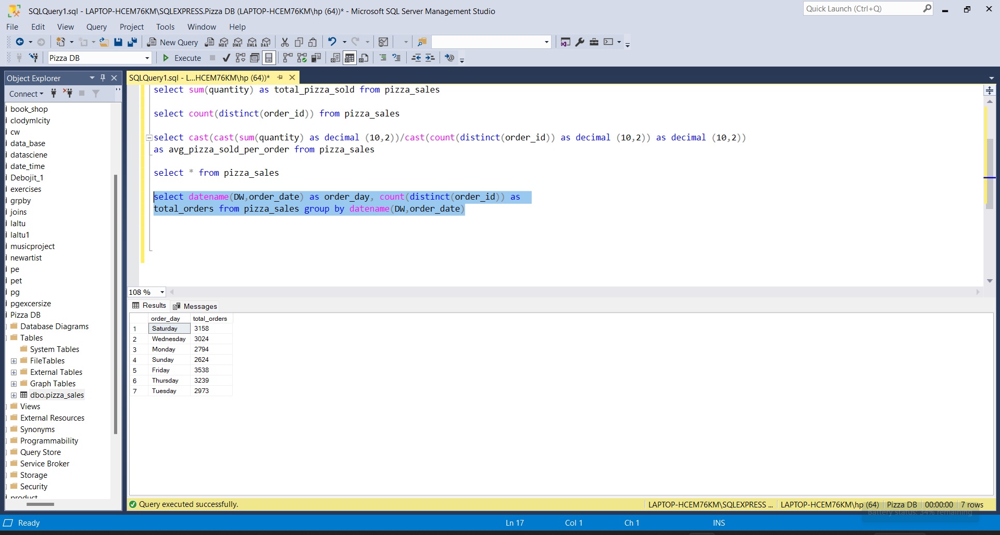 SQLQuery1.sql - LAPTOP-HCEM76KM\SQLEXPRESS.Pizza DB (LAPTOP-HCEM76KM\hp (64))* - Microsoft SQL Server Management Studio
Quick Launch (Ctrl+Q)
File Edit View Query Project Tools Window Help
New Query MDX DMX XMLA DAX
Pizza DB Execute
Object Explorer
SQLQuery1.sql - L...HCEM76KM\hp (64))*
Connect
book_shop
clodymlcity
cw
data_base
datasciene
date_time
Debojit_1
exercises
grpby
joins
laltu
laltu1
musicproject
newartist
pe
pet
pg
pgexcersize
Pizza DB
Database Diagrams
Tables
System Tables
FileTables
External Tables
Graph Tables
dbo.pizza_sales
Views
External Resources
Synonyms
Programmability
Query Store
Service Broker
Storage
Security
product
select sum(quantity) as total_pizza_sold from pizza_sales
select count(distinct(order_id)) from pizza_sales
select cast(cast(sum(quantity) as decimal (10,2))/cast(count(distinct(order_id)) as decimal (10,2)) as decimal (10,2))
as avg_pizza_sold_per_order from pizza_sales
select * from pizza_sales
select datename(DW,order_date) as order_day, count(distinct(order_id)) as
total_orders from pizza_sales group by datename(DW,order_date)
108 %
Results Messages
order_day total_orders
1 Saturday 3158
2 Wednesday 3024
3 Monday 2794
4 Sunday 2624
5 Friday 3538
6 Thursday 3239
7 Tuesday 2973
Query executed successfully. LAPTOP-HCEM76KM\SQLEXPRESS ... LAPTOP-HCEM76KM\hp (64) Pizza DB 00:00:00 7 rows
Battery status: 34% remaining
Ready Ln 17 Col 1 Ch 1 INS